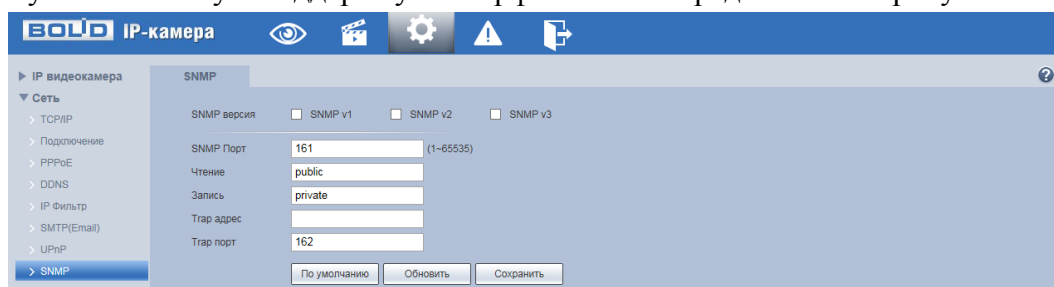 BOLID IP-камера
IP видеокамера
Сеть
TCP/IP
Подключение
PPPoE
DDNS
IP Фильтр
SMTP(Email)
UPnP
SNMP
SNMP
SNMP версия SNMP v1 SNMP v2 SNMP v3
SNMP Порт 161 (1~65535)
Чтение public
Запись private
Trap адрес
Trap порт 162
По умолчанию Обновить Сохранить